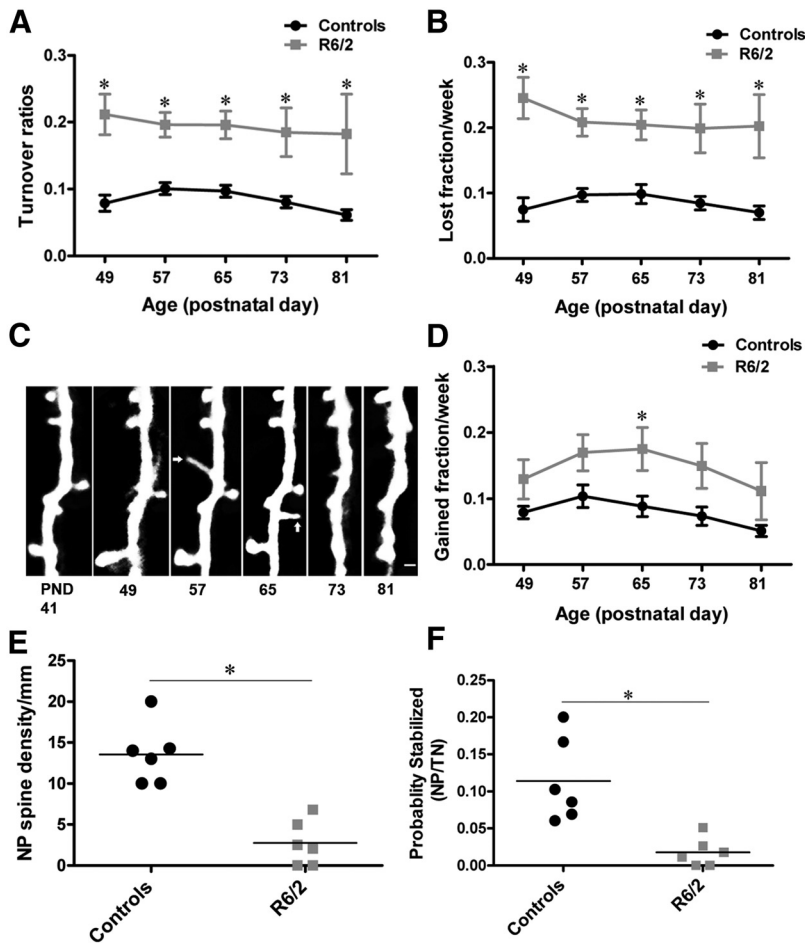 A
Controls
R6/2
0.3
0.2
0.1
0.0
Turnover ratios
* * * * *
49 57 65 73 81
Age (postnatal day)
B
Controls
R6/2
0.3
0.2
0.1
0.0
Lost fraction/week
* * * * *
49 57 65 73 81
Age (postnatal day)
C
PND
41 49 57 65 73 81
D
Controls
R6/2
0.3
0.2
0.1
0.0
Gained fraction/week
*
49 57 65 73 81
Age (postnatal day)
E
25
20
15
10
5
0
NP spine density/mm
*
Controls
R6/2
F
0.25
0.20
0.15
0.10
0.05
0.00
Probablity Stabilized
(NP/TN)
*
Controls
R6/2